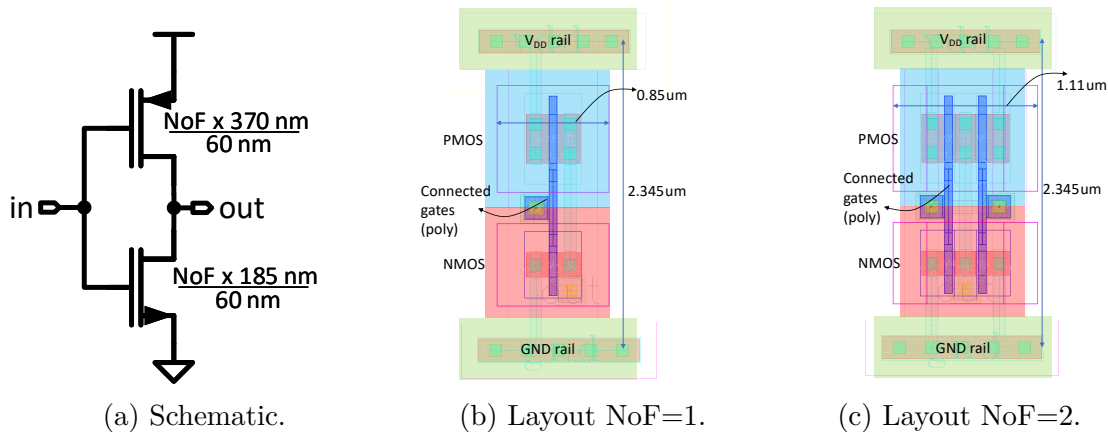 NoF x 370 nm
60 nm
in
out
NoF x 185 nm
60 nm
(a) Schematic.
V_DD rail
0.85um
PMOS
Connected
gates
(poly)
2.345um
NMOS
GND rail
(b) Layout NoF=1.
V_DD rail
1.11um
PMOS
Connected
gates
(poly)
2.345um
NMOS
GND rail
(c) Layout NoF=2.